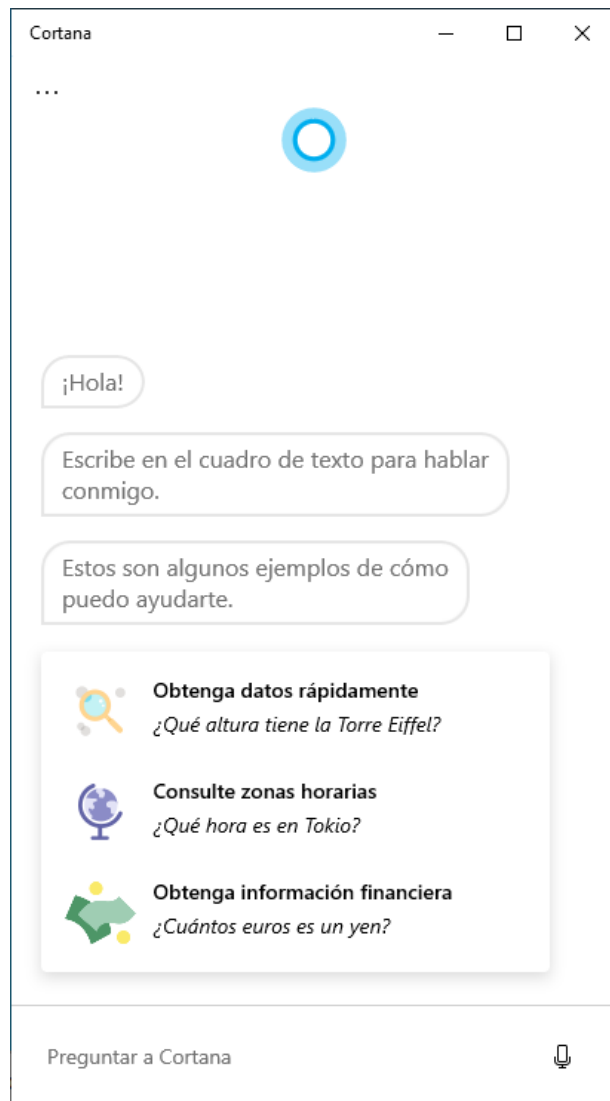 Cortana
...
¡Hola!
Escribe en el cuadro de texto para hablar
conmigo.
Estos son algunos ejemplos de cómo
puedo ayudarte.
Obtenga datos rápidamente
¿Qué altura tiene la Torre Eiffel?
Consulte zonas horarias
¿Qué hora es en Tokio?
Obtenga información financiera
¿Cuántos euros es un yen?
Preguntar a Cortana